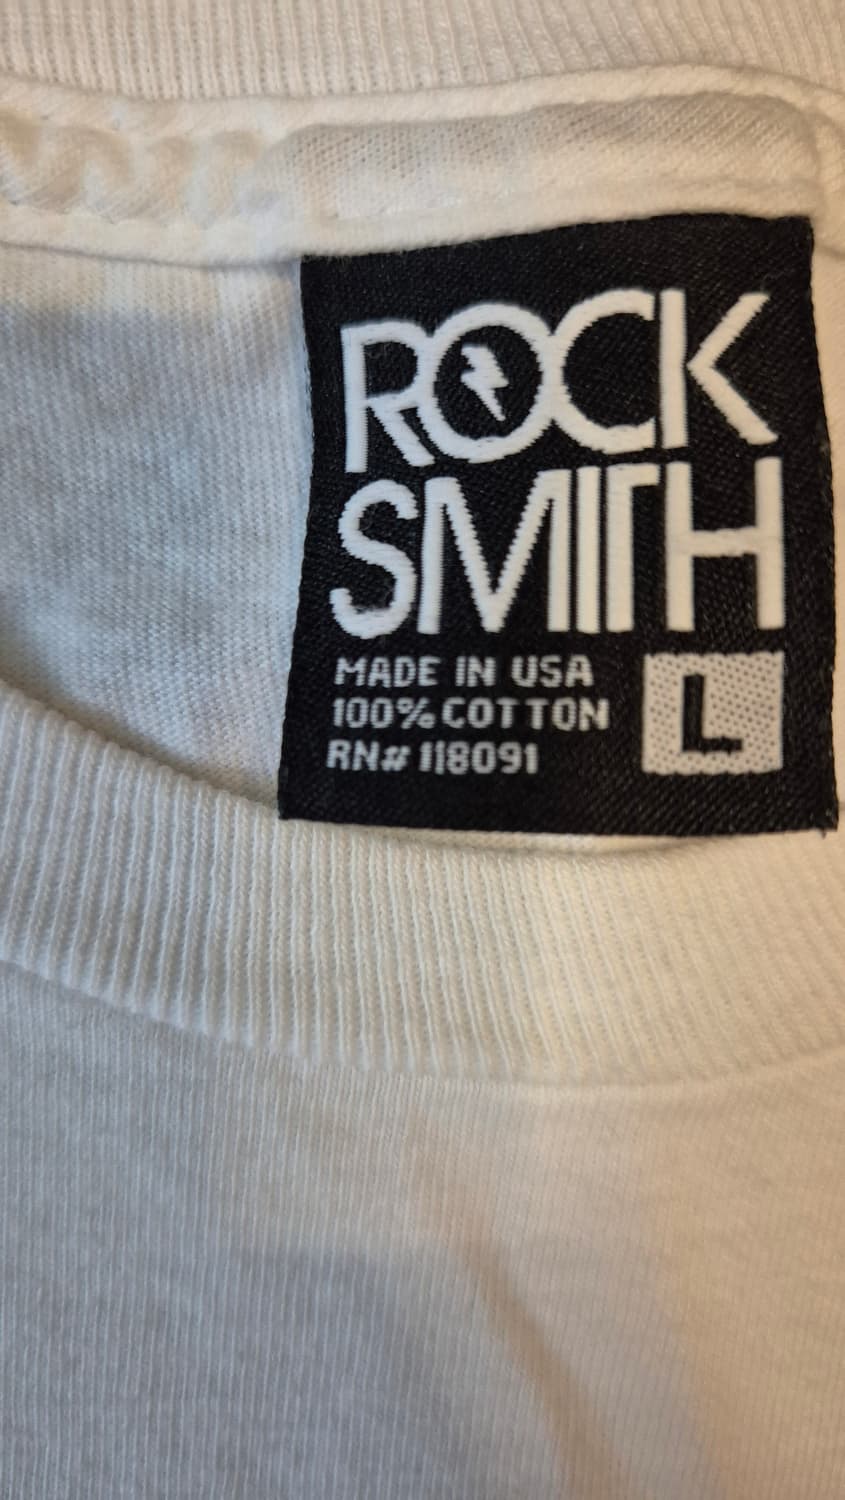 ROCK
SMITH
MADE IN USA
100% COTTON
RN# 118091
L